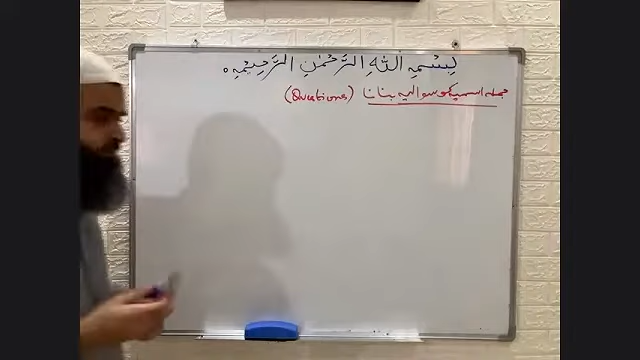 بِسْمِ اللّٰهِ الرَّحْمٰنِ الرَّحِيْمِ ه
جملہ اسمیہ کو سوالیہ بنانا (Questions)